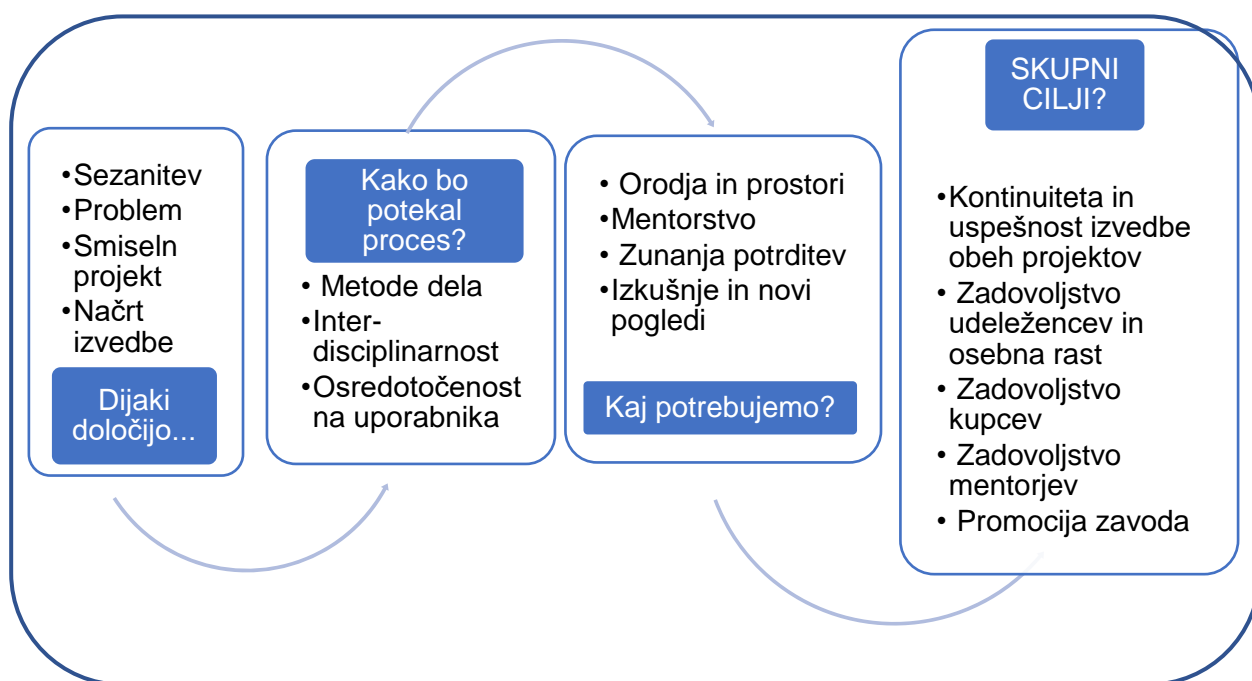 •Sezanitev
•Problem
•Smiseln
projekt
•Načrt
izvedbe
Dijaki
določijo...
Kako bo
potekal
proces?
• Metode dela
•Inter-
disciplinarnost
•Osredotočenost
na uporabnika
• Orodja in prostori
•Mentorstvo
• Zunanja potrditev
•Izkušnje in novi
pogledi
Kaj potrebujemo?
SKUPNI
CILJI?
•Kontinuiteta in
uspešnost izvedbe
obeh projektov
• Zadovoljstvo
udeležencev in
osebna rast
• Zadovoljstvo
kupcev
• Zadovoljstvo
mentorjev
• Promocija zavoda